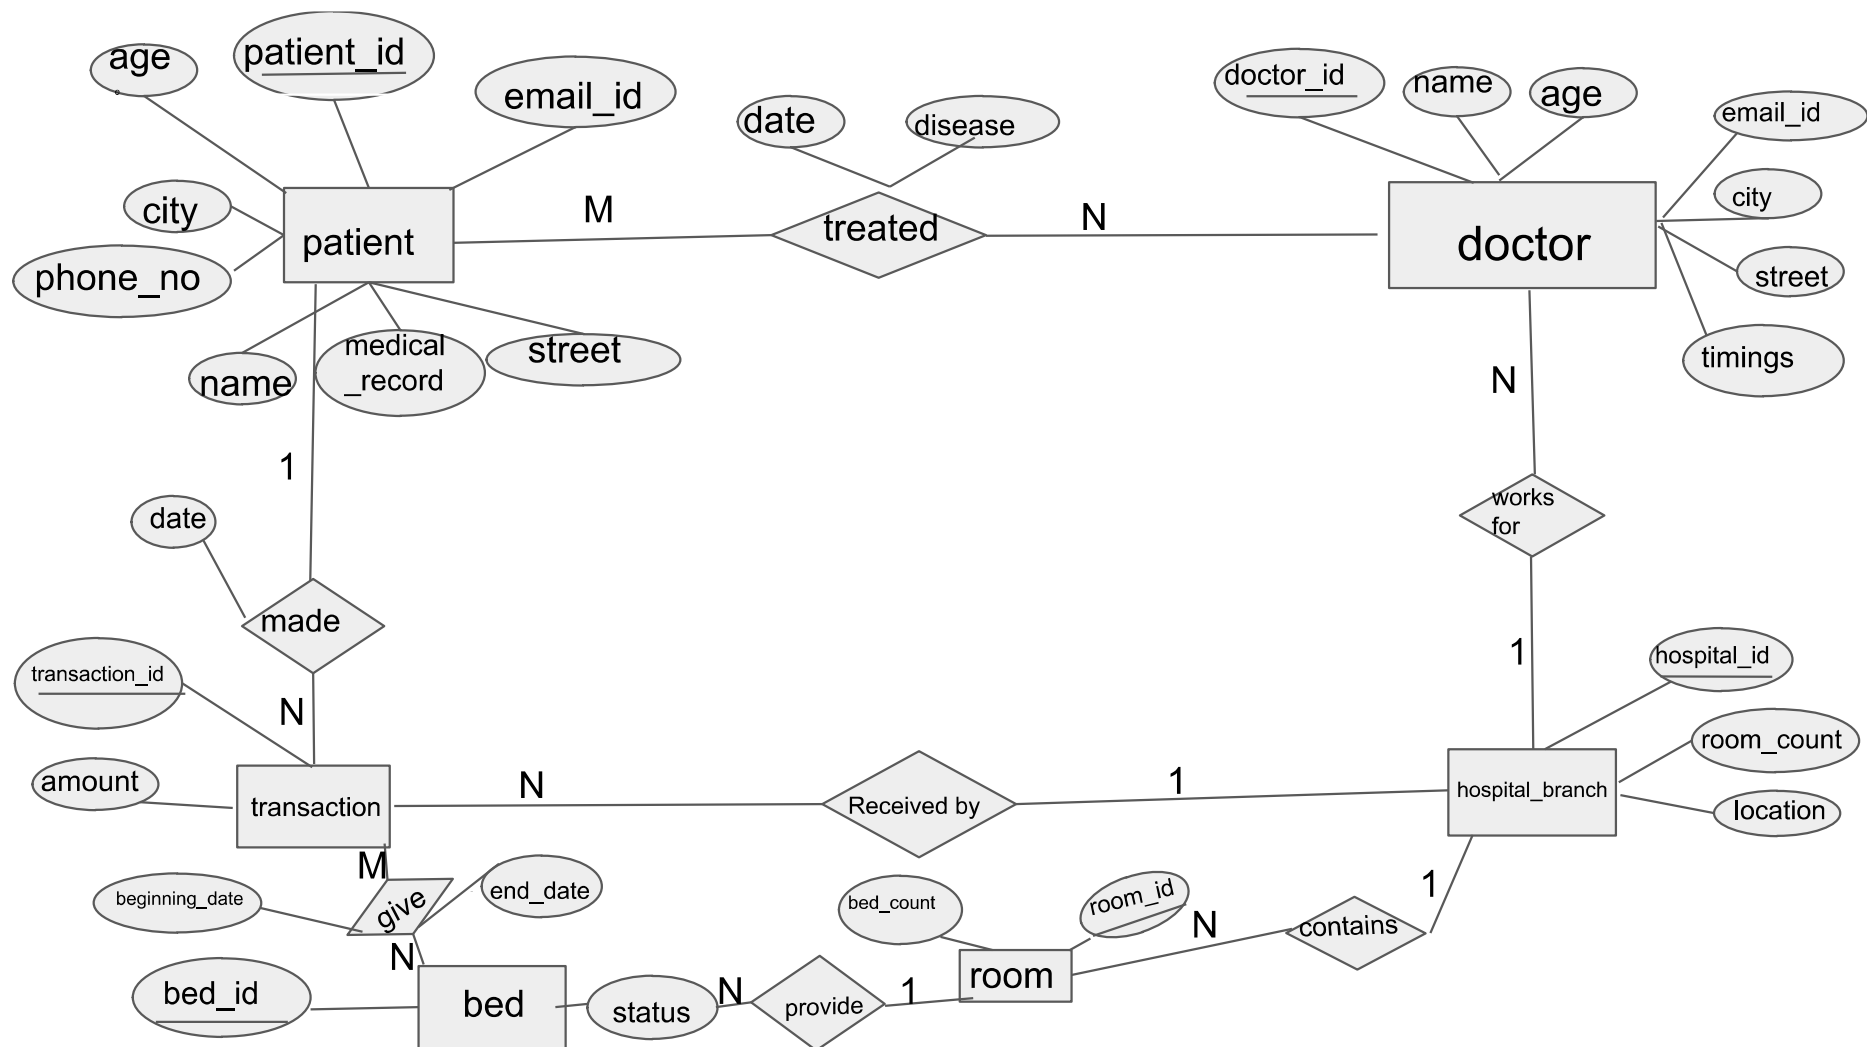 age
patient_id
email_id
city
phone_no
patient
name
medical
_record
street
date
disease
M
treated
N
doctor_id
name
age
email_id
city
street
timings
doctor
N
works
for
1
1
date
made
N
transaction_id
amount
transaction
N
Received by
1
hospital_branch
hospital_id
room_count
location
M
give
beginning_date
end_date
N
bed_id
bed
status
N
provide
1
bed_count
room_id
room
N
contains
1